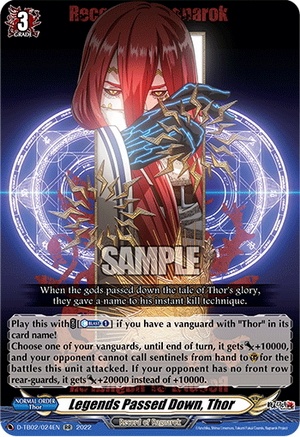 Record of Ragnarok
3
GRADE
SAMPLE
When the gods passed down the tale of Thor's glory,
they gave a name to his instant kill technique.
Play this with [ 1] if you have a vanguard with "Thor" in its
card name!
Choose one of your vanguards, until end of turn, it gets +10000,
and your opponent cannot call sentinels from hand to for the
battles this unit attacked. If your opponent has no front row
rear-guards, it gets +20000 instead of +10000.
NORMAL ORDER
Thor
Legends Passed Down, Thor
D-TB02/024EN RR 2022
Record of Ragnarok